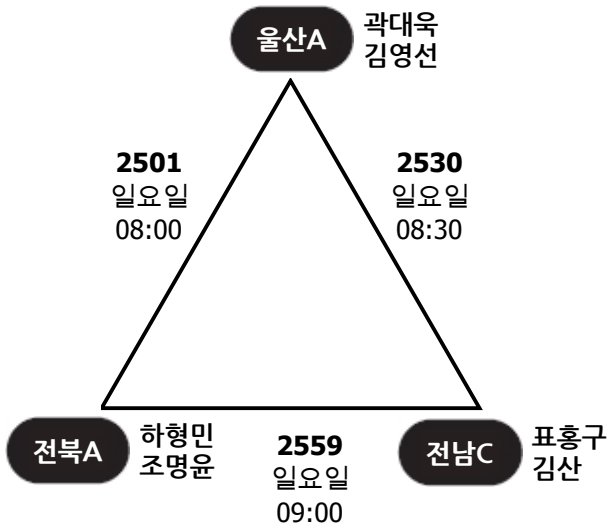 울산A
곽대욱
김영선
2501
일요일
08:00
2530
일요일
08:30
전북A
하형민
조명윤
2559
일요일
09:00
전남C
표홍구
김산